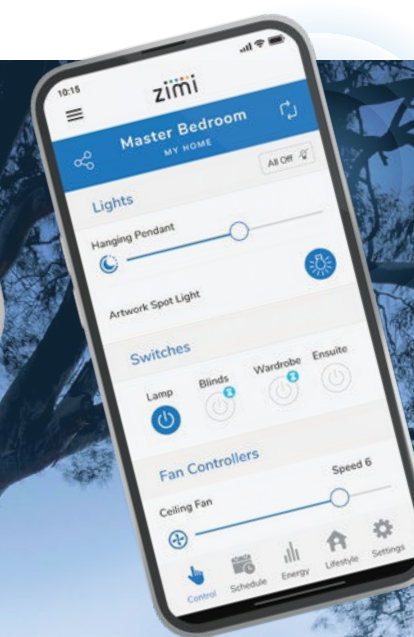 10:15
zimi
Master Bedroom
MY HOME
Lights
All Off
Hanging Pendant
Artwork Spot Light
Switches
Lamp Blinds Wardrobe Ensuite
Fan Controllers
Ceiling Fan Speed 6
Control Schedule Energy Lifestyle Settings